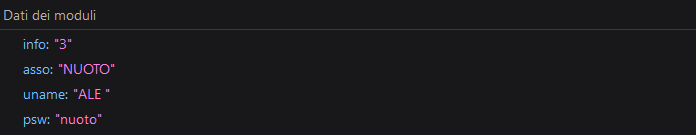 Dati dei moduli
info: "3"
asso: "NUOTO"
uname: "ALE "
psw: "nuoto"